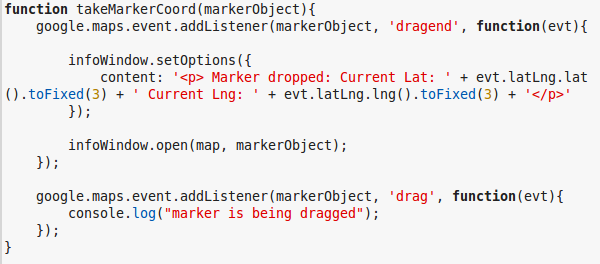 function takeMarkerCoord(markerObject){
    google.maps.event.addListener(markerObject, 'dragend', function(evt){
        infoWindow.setOptions({
            content: '<p> Marker dropped: Current Lat: ' + evt.latLng.lat
().toFixed(3) + ' Current Lng: ' + evt.latLng.lng().toFixed(3) + '</p>'
        });
        infoWindow.open(map, markerObject);
    });
    google.maps.event.addListener(markerObject, 'drag', function(evt){
        console.log("marker is being dragged");
    });
}